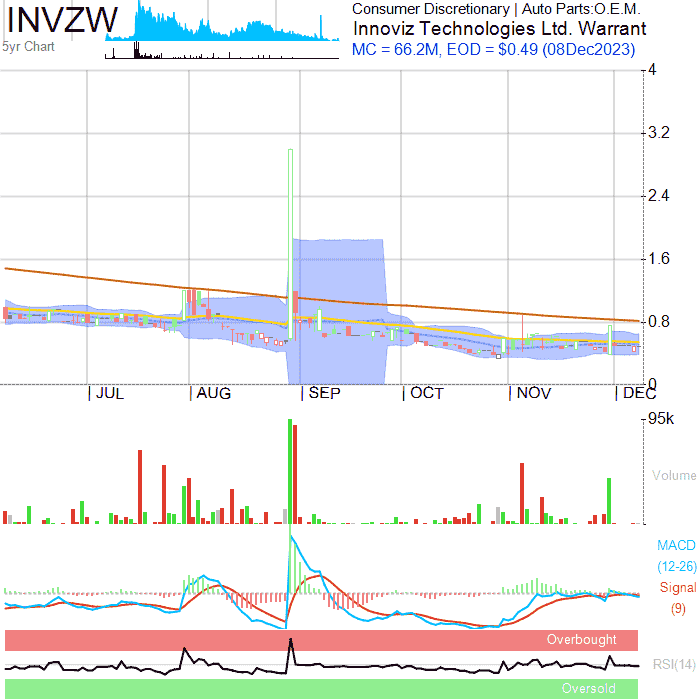 INVZW
5yr Chart
Consumer Discretionary | Auto Parts:O.E.M.
Innoviz Technologies Ltd. Warrant
MC = 66.2M, EOD = $0.49 (08Dec2023)
4
3.2
2.4
1.6
0.8
0
JUL AUG SEP OCT NOV DEC
95k
Volume
MACD
(12-26)
Signal
(9)
Overbought
RSI(14)
Oversold